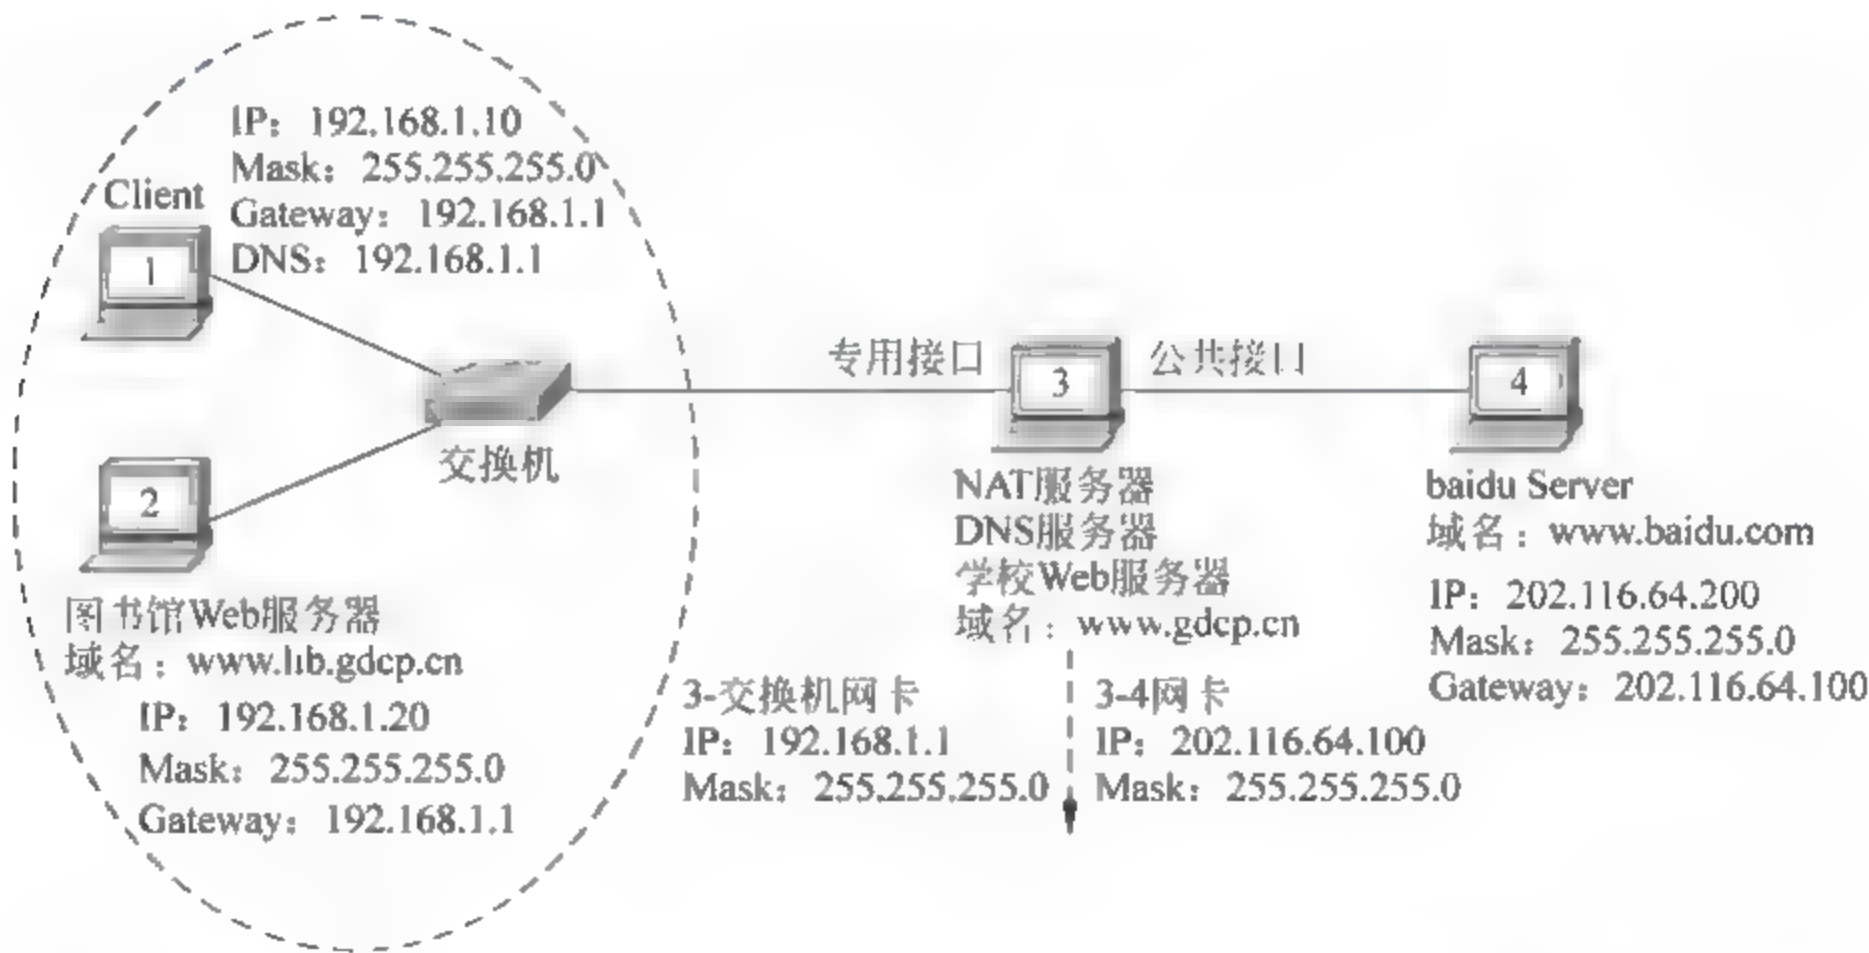 Client
IP：192.168.1.10
Mask：255.255.255.0
Gateway：192.168.1.1
DNS：192.168.1.1
1
交换机
2
图书馆Web服务器
域名：www.lib.gdcp.cn
IP：192.168.1.20
Mask：255.255.255.0
Gateway：192.168.1.1
专用接口
3
公共接口
NAT服务器
DNS服务器
学校Web服务器
域名：www.gdcp.cn
3-交换机网卡
IP：192.168.1.1
Mask：255.255.255.0
3-4网卡
IP：202.116.64.100
Mask：255.255.255.0
4
baidu Server
域名：www.baidu.com
IP：202.116.64.200
Mask：255.255.255.0
Gateway：202.116.64.100